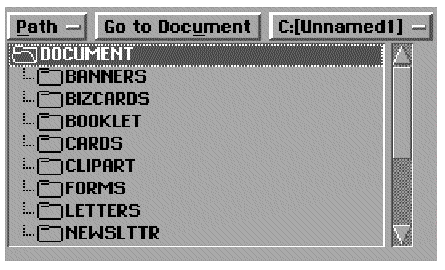 Path Go to Document C:[Unnamed1]
DOCUMENT
BANNERS
BIZCARDS
BOOKLET
CARDS
CLIPART
FORMS
LETTERS
NEWSLTTR